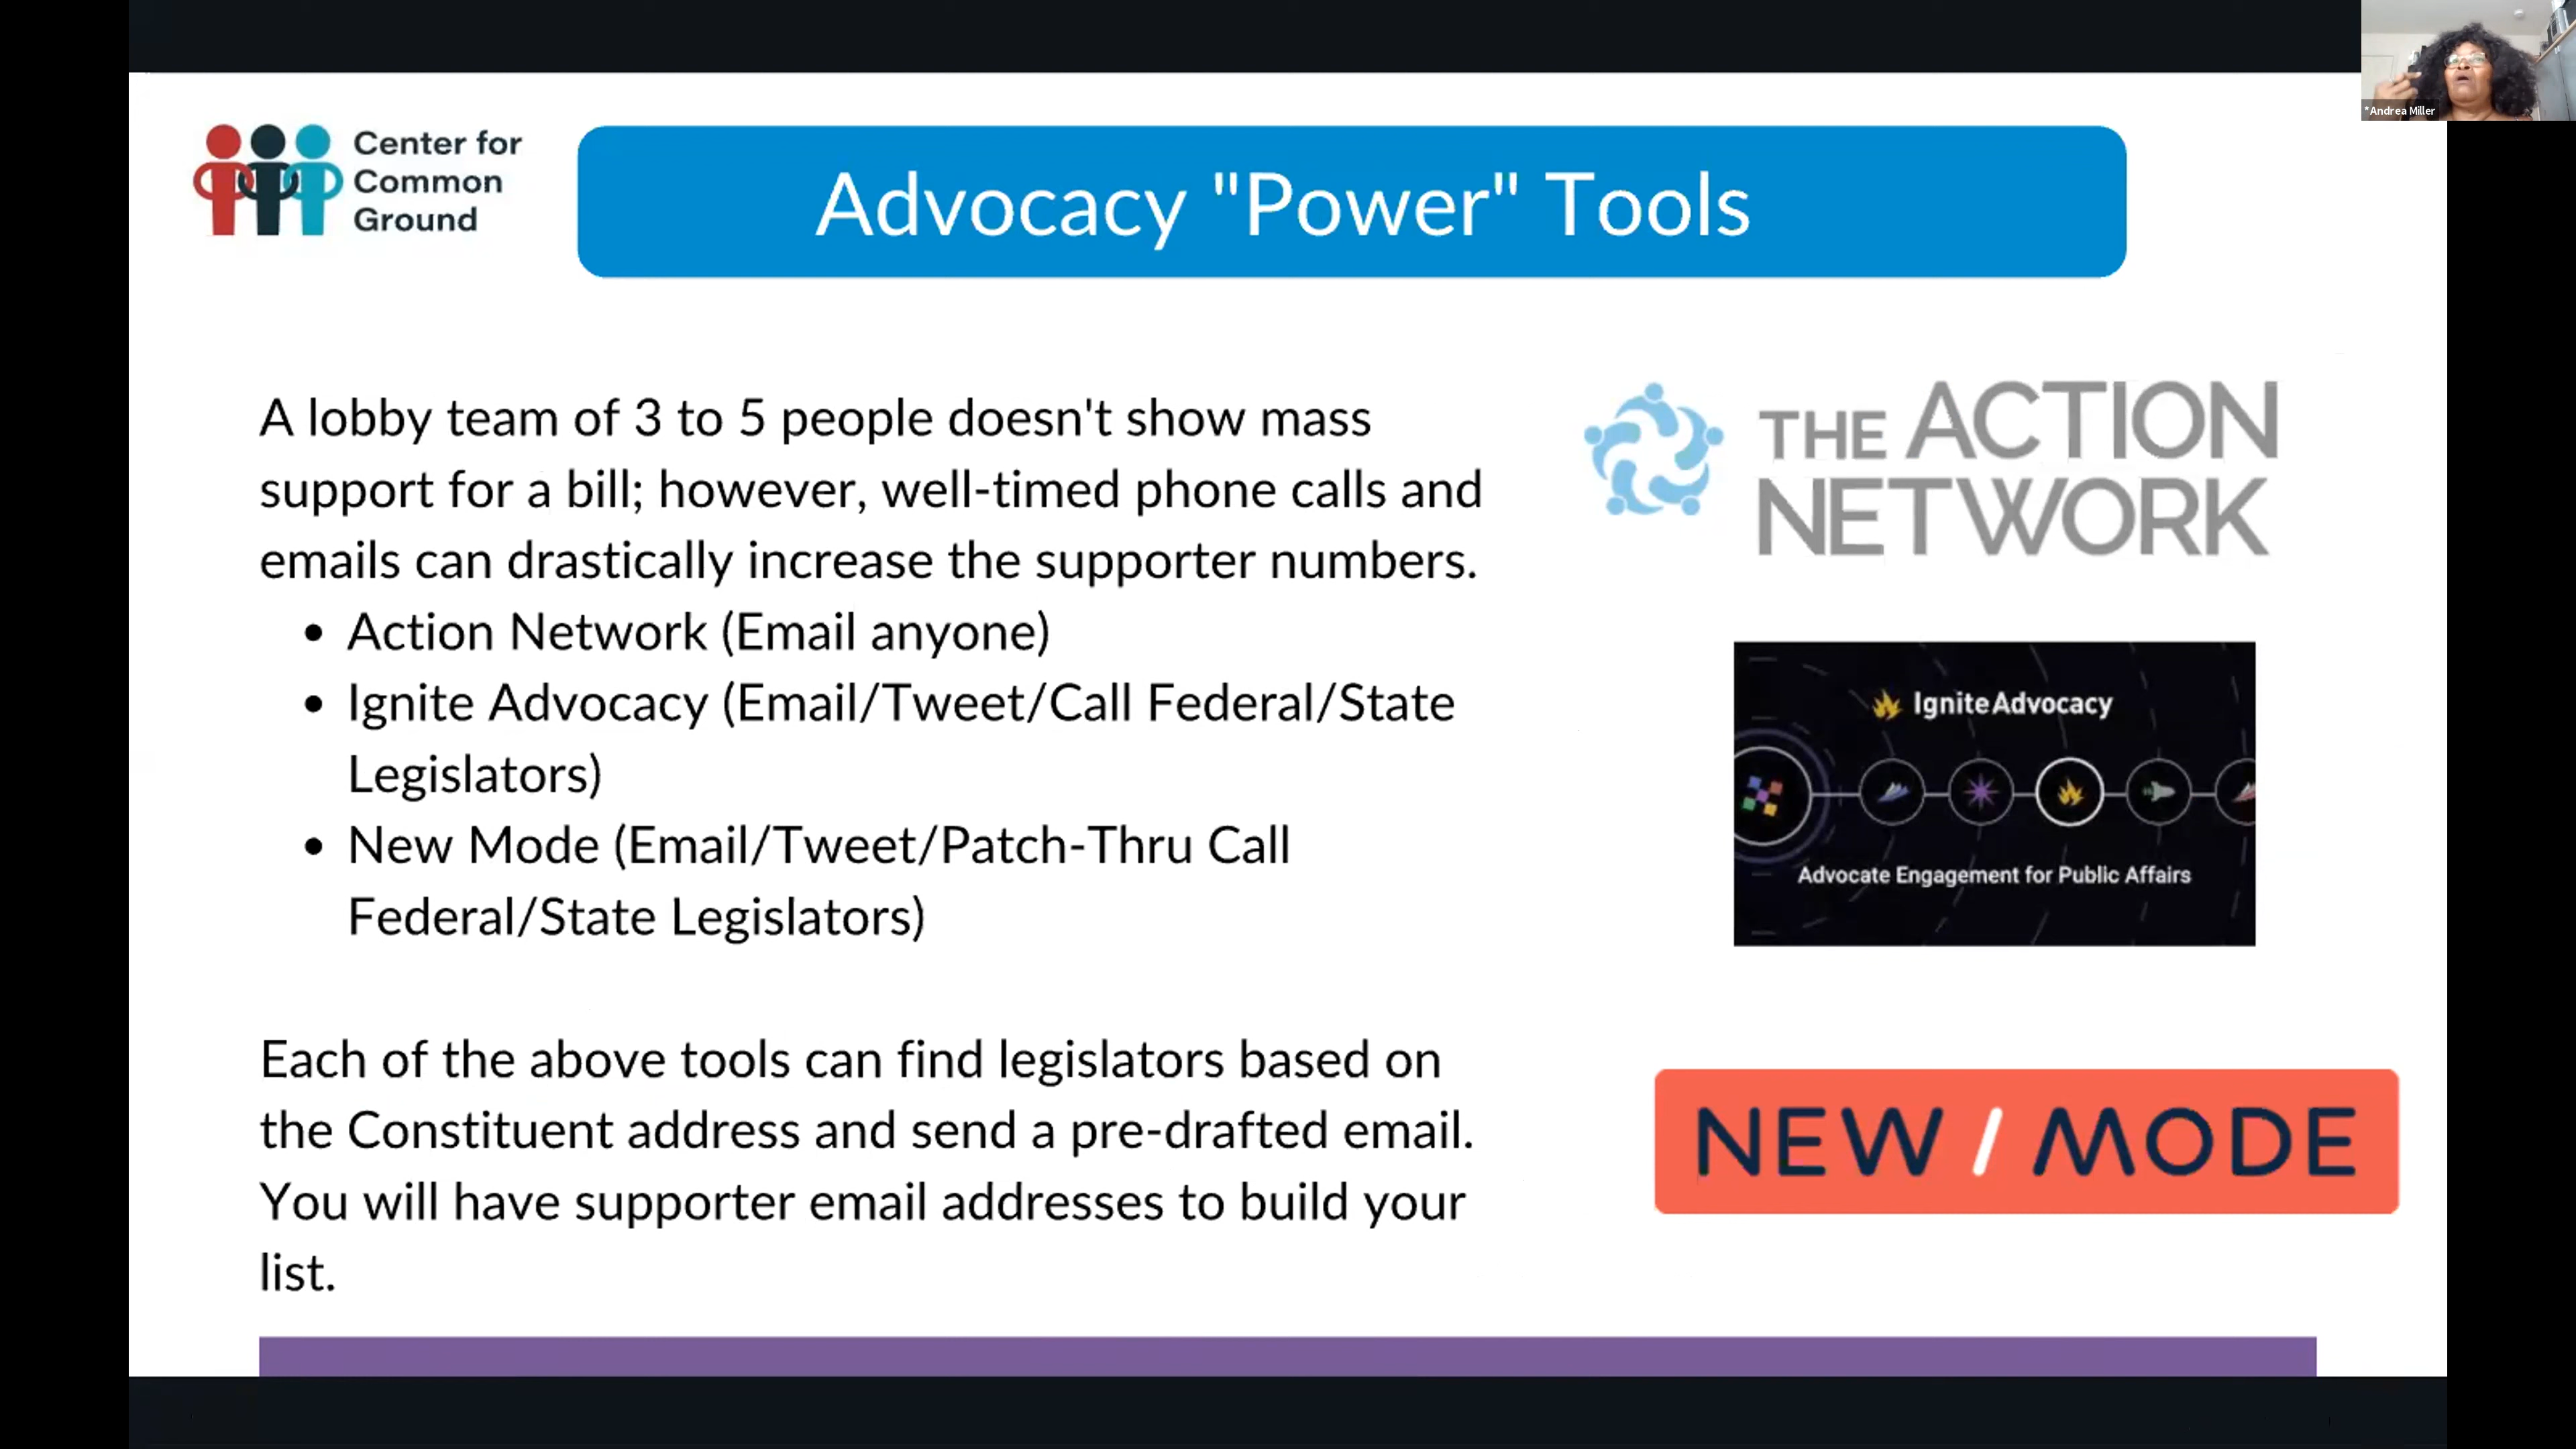 *Andrea Miller
Center for
Common
Ground
Advocacy "Power" Tools
A lobby team of 3 to 5 people doesn't show mass
support for a bill; however, well-timed phone calls and
emails can drastically increase the supporter numbers.
• Action Network (Email anyone)
• Ignite Advocacy (Email/Tweet/Call Federal/State
Legislators)
• New Mode (Email/Tweet/Patch-Thru Call
Federal/State Legislators)
Each of the above tools can find legislators based on
the Constituent address and send a pre-drafted email.
You will have supporter email addresses to build your
list.
THE ACTION
NETWORK
IgniteAdvocacy
Advocate Engagement for Public Affairs
NEW / MODE